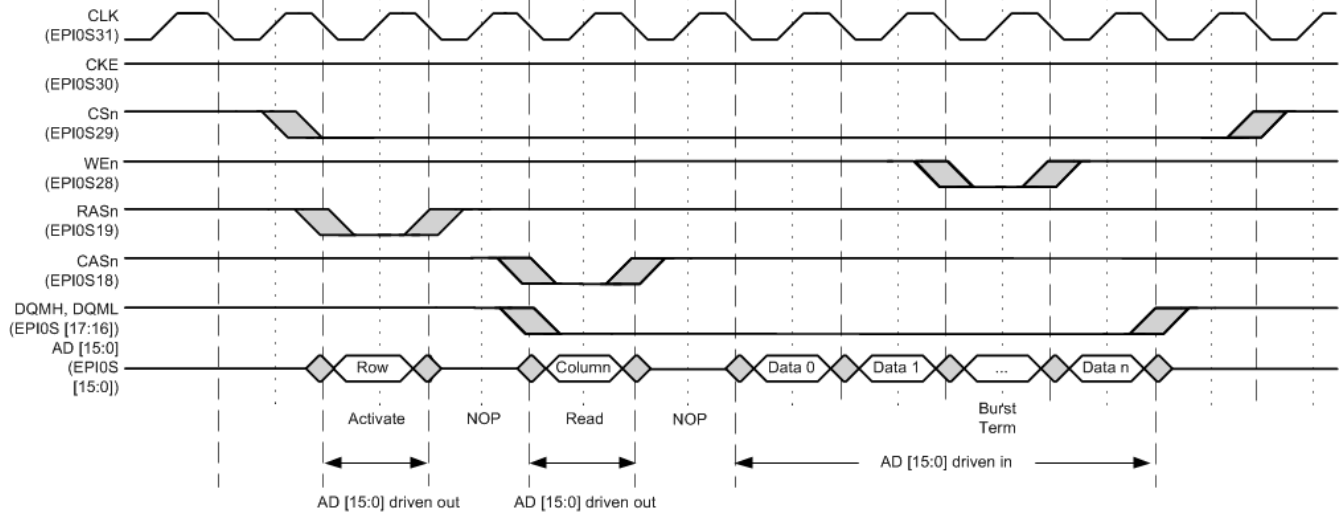 CLK
(EPI0S31)
CKE
(EPI0S30)
CSn
(EPI0S29)
WEn
(EPI0S28)
RASn
(EPI0S19)
CASn
(EPI0S18)
DQMH, DQML
(EPI0S [17:16])
AD [15:0]
(EPI0S
[15:0])
Row
Column
Data 0
Data 1
...
Data n
Activate
NOP
Read
NOP
Burst
Term
AD [15:0] driven in
AD [15:0] driven out
AD [15:0] driven out